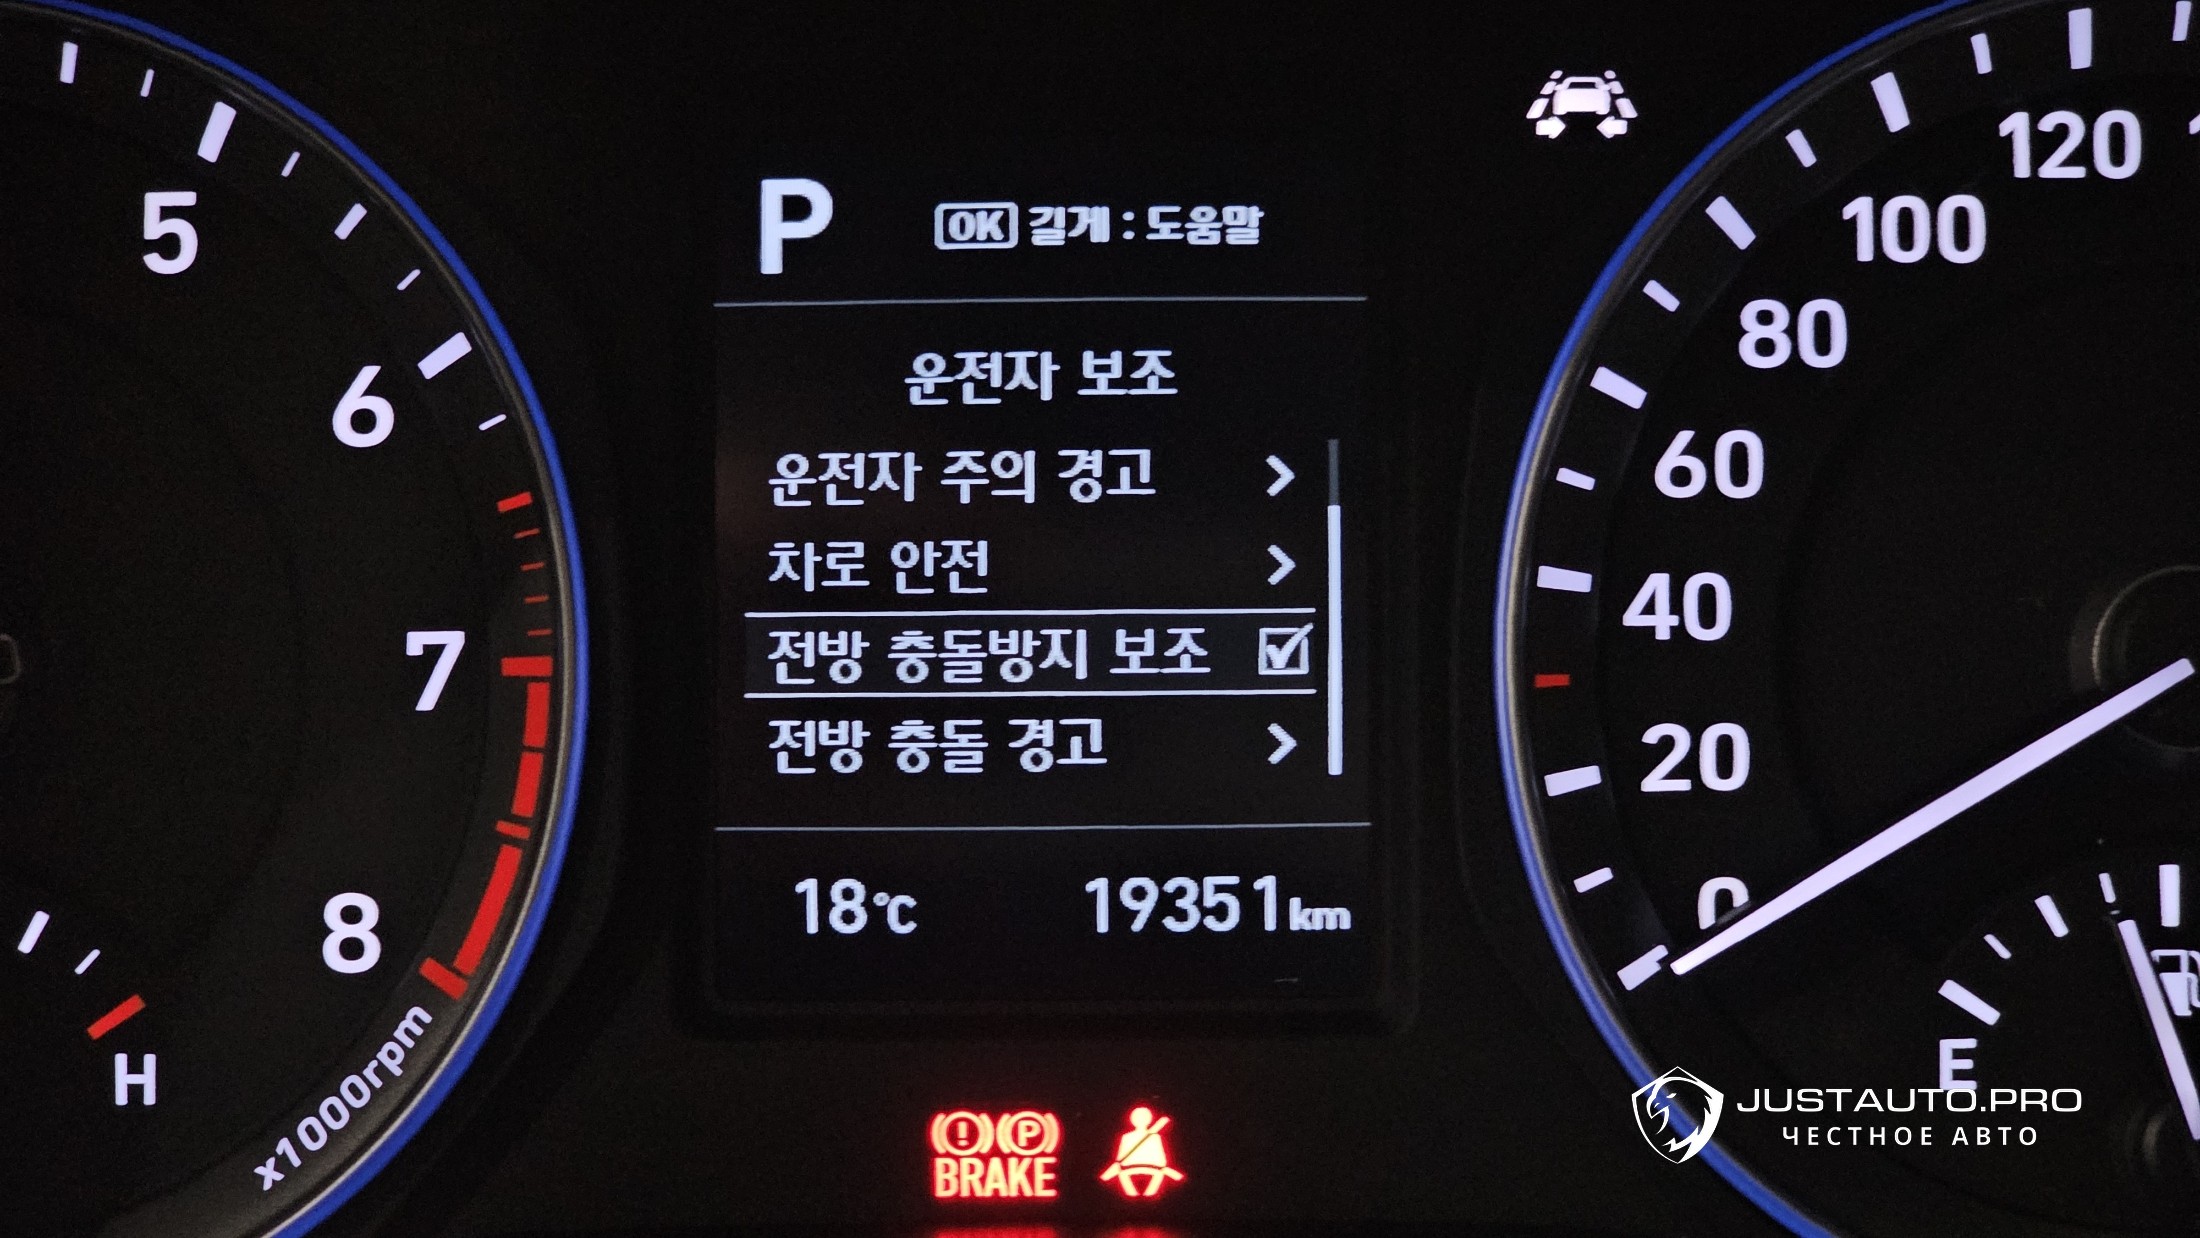 5
6
7
8
H
x1000rpm
P
OK 길게 : 도움말
운전자 보조
운전자 주의 경고 >
차로 안전 >
전방 충돌방지 보조
전방 충돌 경고 >
18℃ 19351km
(!) (P)
BRAKE
120
100
80
60
40
20
0
E
JUSTAUTO.PRO
ЧЕСТНОЕ АВТО